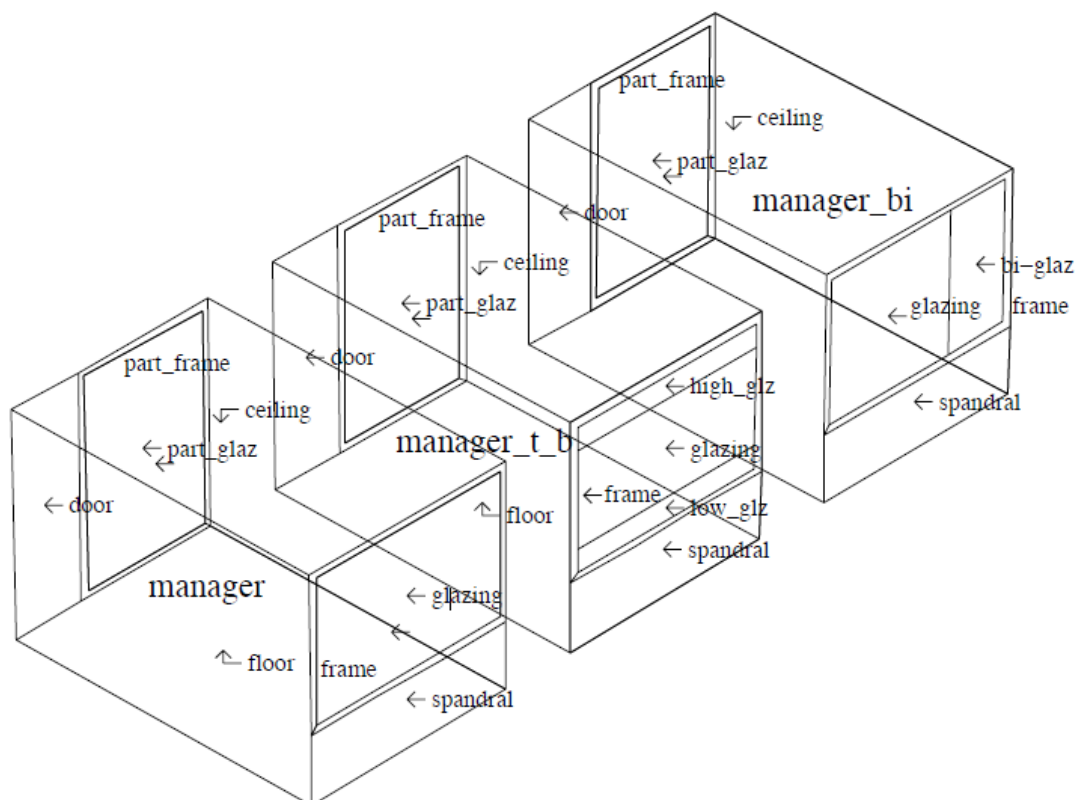 part_frame
ceiling
part_glaz
manager_bi
door
bi-glaz
glazing
frame
spandral
part_frame
ceiling
part_glaz
door
high_glz
manager_t_b
glazing
frame
low_glz
floor
spandral
part_frame
ceiling
part_glaz
door
manager
glazing
floor
frame
spandral